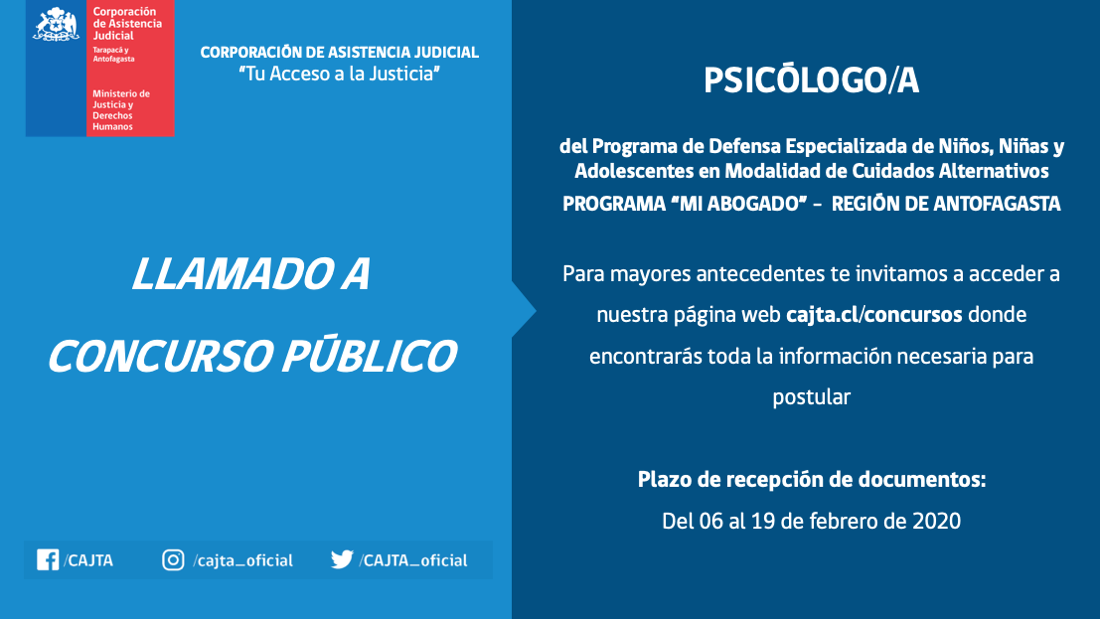 Corporación
de Asistencia
Judicial
Tarapacá y
Antofagasta
Ministerio de
Justicia y
Derechos
Humanos
CORPORACIÓN DE ASISTENCIA JUDICIAL
"Tu Acceso a la Justicia"
LLAMADO A
CONCURSO PÚBLICO
/CAJTA
/cajta_oficial
/CAJTA_oficial
PSICÓLOGO/A
del Programa de Defensa Especializada de Niños, Niñas y
Adolescentes en Modalidad de Cuidados Alternativos
PROGRAMA "MI ABOGADO" - REGIÓN DE ANTOFAGASTA
Para mayores antecedentes te invitamos a acceder a
nuestra página web cajta.cl/concursos donde
encontrarás toda la información necesaria para
postular
Plazo de recepción de documentos:
Del 06 al 19 de febrero de 2020